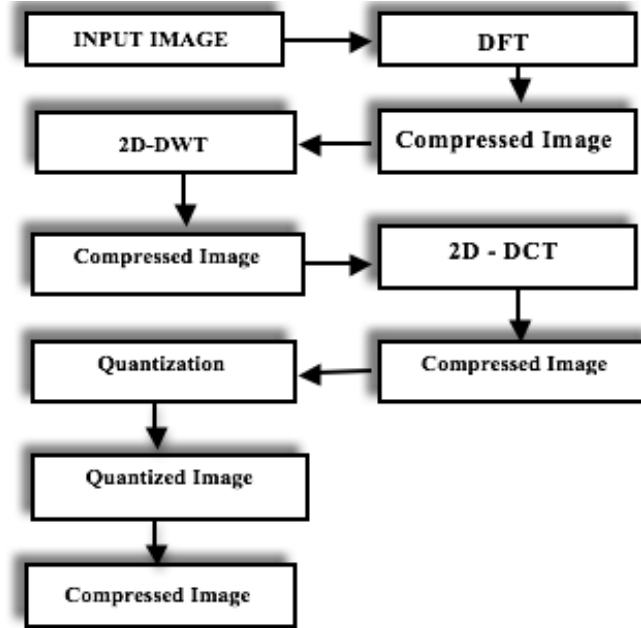 INPUT IMAGE
DFT
Compressed Image
2D-DWT
Compressed Image
2D - DCT
Compressed Image
Quantization
Quantized Image
Compressed Image